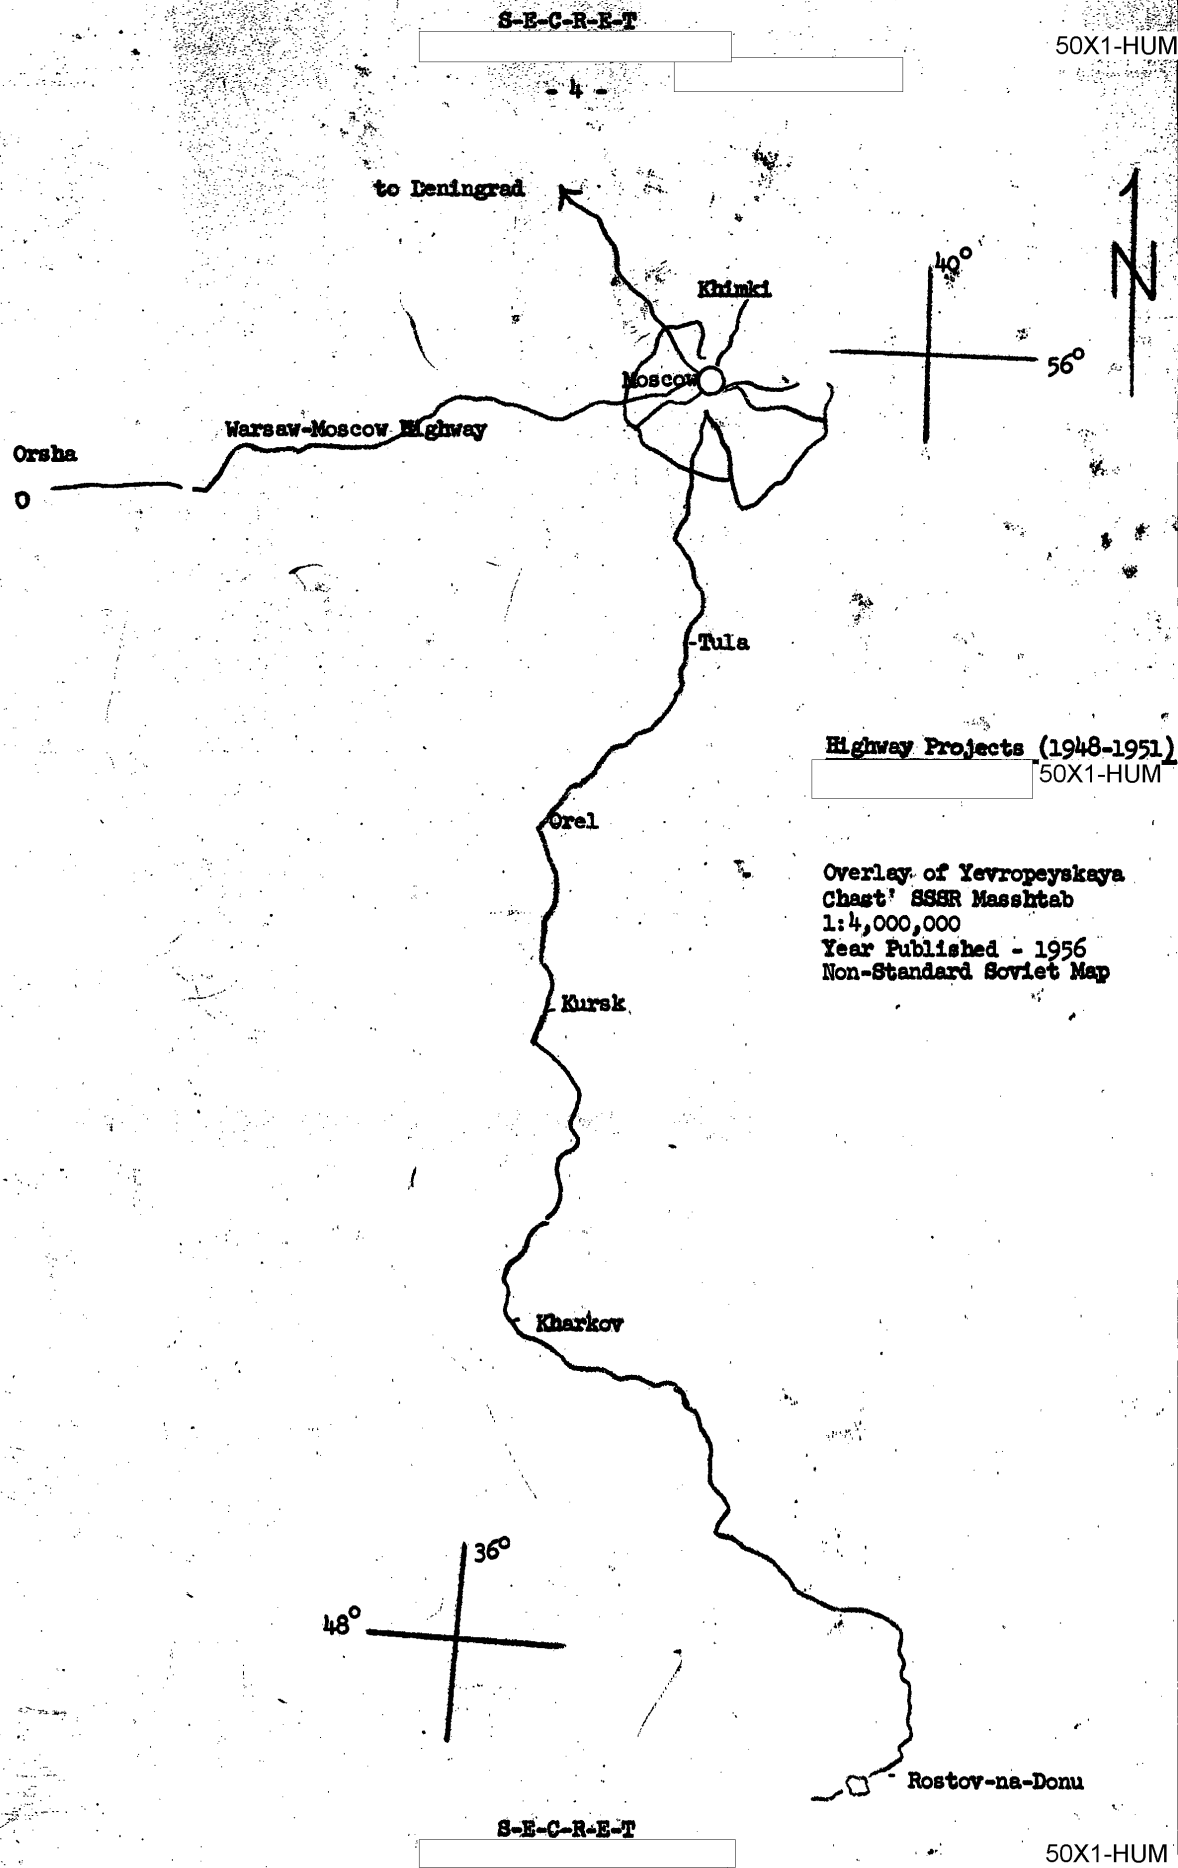 S-E-C-R-E-T
50X1-HUM
- 4 -
to Leningrad
N
40°
Khimki
56°
Moscow
Warsaw-Moscow Highway
Orsha
-Tula
Highway Projects (1948-1951)
50X1-HUM
Orel
Overlay of Yevropeyskaya
Chast' SSSR Masshtab
1:4,000,000
Year Published - 1956
Non-Standard Soviet Map
Kursk
Kharkov
36°
48°
- Rostov-na-Donu
S-E-C-R-E-T
50X1-HUM